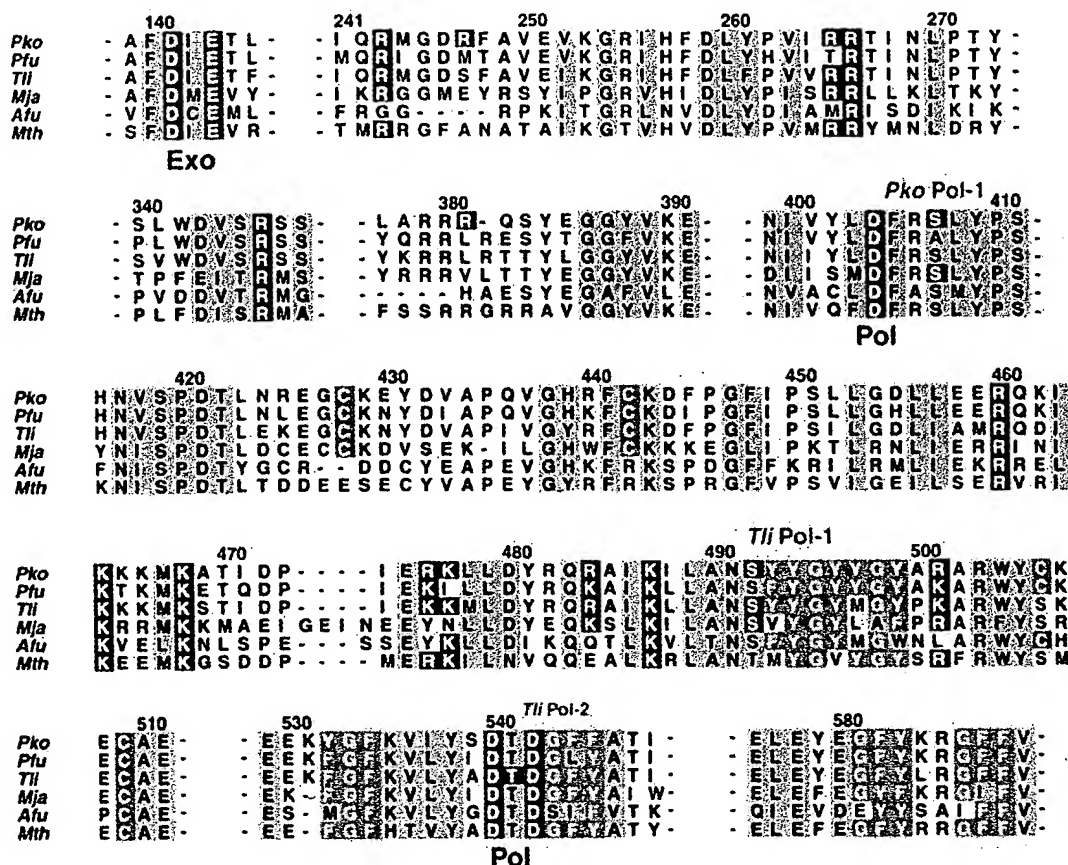 140 241 250 260 270
Pko - A F D I E T L - - I Q R M G D R F A V E V K G R I H F D L Y P V I R R T I N L P T Y -
Pfu - A F D I E T L - - M Q R I G D M T A V E V K G R I H F D L Y H V I T R T I N L P T Y -
Tli - A F D I E T F - - I Q R M G D S F A V E I K G R I H F D L F P V V R R T I N L P T Y -
Mja - A F D M E V Y - - I K R G G M E Y R S Y I P G R V H I D L Y P I S R R L L K L T K Y -
Afu - V F D C E M L - - F R G G - - - R P K I T G R L N V D L Y D I A M R I S D I K I K -
Mth - S F D I E V R - - T M R R G F A N A T A I K G T V H V D L Y P V M R R Y M N L D R Y -
Exo
340 380 390 400 Pko Pol-1 410
Pko - S L W D V S R S S - - L A R R R - Q S Y E G G Y V K E - - N I V Y L D F R S L Y P S -
Pfu - P L W D V S R S S - - Y Q R R L R E S Y T G G F V K E - - N I V Y L D F R A L Y P S -
Tli - S V W D V S R S S - - Y K R R L R T T Y L G G Y V K E - - N I I Y L D F R S L Y P S -
Mja - T P F E I T R M S - - Y R R R V L T T Y E G G Y V K E - - D I I S M D F R S L Y P S -
Afu - P V D D V T R M G - - - - - - - H A E S Y E G A F V L E - - N V A C L D F A S M Y P S -
Mth - P L F D I S R M A - - F S S R R G R R A V G G Y V K E - - N I V Q F D F R S L Y P S -
Pol
420 430 440 450 460
Pko H N V S P D T L N R E G C K E Y D V A P Q V G H R F C K D F P G F I P S L L G D L L E E R Q K I
Pfu H N V S P D T L N L E G C K N Y D I A P Q V G H K F C K D I P G F I P S L L G H L L E E R Q K I
Tli H N V S P D T L E K E G C K N Y D V A P I V G Y R F C K D F P G F I P S I L G D L I A M R Q D I
Mja Y N I S P D T L D C E C C K D V S E K - I L G H W F C K K K E G L I P K T L R N L I E R R I N I
Afu F N I S P D T Y G C R - - D D C Y E A P E V G H K F R K S P D G F F K R I L R M L I E K R R E L
Mth K N I S P D T L T D D E E S E C Y V A P E Y G Y R F R K S P R G F V P S V I G E I L S E R V R I
470 480 490 Tli Pol-1 500
Pko K K K M K A T I D P - - - - I E R K L L D Y R Q R A I K I L A N S Y Y G Y Y G Y A R A R W Y C K
Pfu K T K M K E T Q D P - - - - I E K I L L D Y R Q K A I K L L A N S F Y G Y Y G Y A K A R W Y C K
Tli K K K M K S T I D P - - - - I E K K M L D Y R Q R A I K L L A N S Y Y G Y M G Y P K A R W Y S K
Mja K R R M K K M A E I G E I N E E Y N L L D Y E Q K S L K I L A N S V Y G Y L A F P R A R F Y S R
Afu K V E L K N L S P E - - - S S E Y K L L D I K Q Q T L K V L T N S F Y G Y M G W N L A R W Y C H
Mth K E E M K G S D D P - - - - M E R K I L N V Q Q E A L K R L A N T M Y G V Y G Y S R F R W Y S M
510 530 540 Tli Pol-2 580
Pko E C A E - - E E K Y G F K V I Y S D T D G F F A T I - - E L E Y E G F Y K R G F F V -
Pfu E C A E - - E E K F G F K V L Y I D T D G L Y A T I - - E L E Y E G F Y K R G F F V -
Tli E C A E - - E E K F G F K V L Y A D T D G F Y A T I - - E L E Y E G F Y L R G F F V -
Mja E C A E - - E K - F G F K V L Y I D T D G F Y A I W - - E L E Y E G F Y K R G I F V -
Afu P C A E - - E S - M G F K V L Y G D T D S I F V T K - - Q I E V D E Y Y S A I F F V -
Mth E C A E - - E E - F G F H T V Y A D T D G F Y A T Y - - E L E F E G F Y R R G F F V -
Pol